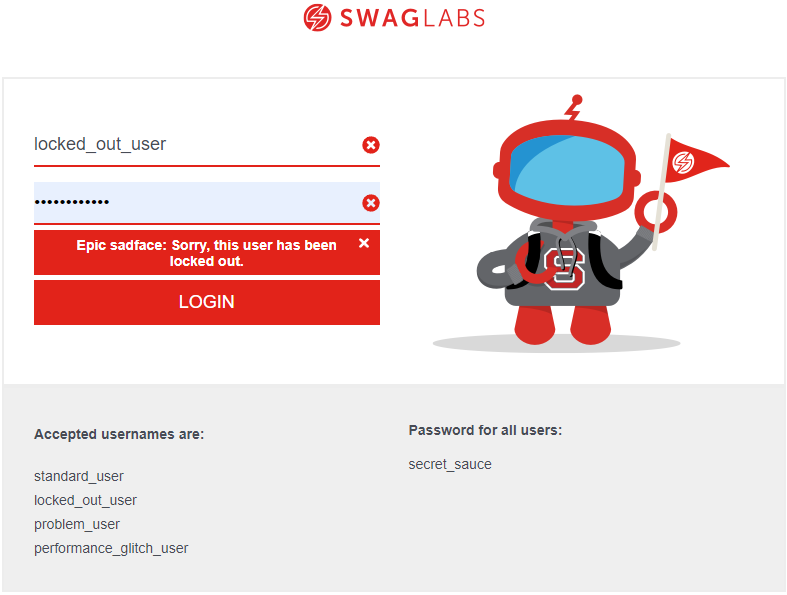 SWAGLABS
locked_out_user
••••••••••••
Epic sadface: Sorry, this user has been
locked out.
LOGIN
S
Accepted usernames are:
standard_user
locked_out_user
problem_user
performance_glitch_user
Password for all users:
secret_sauce